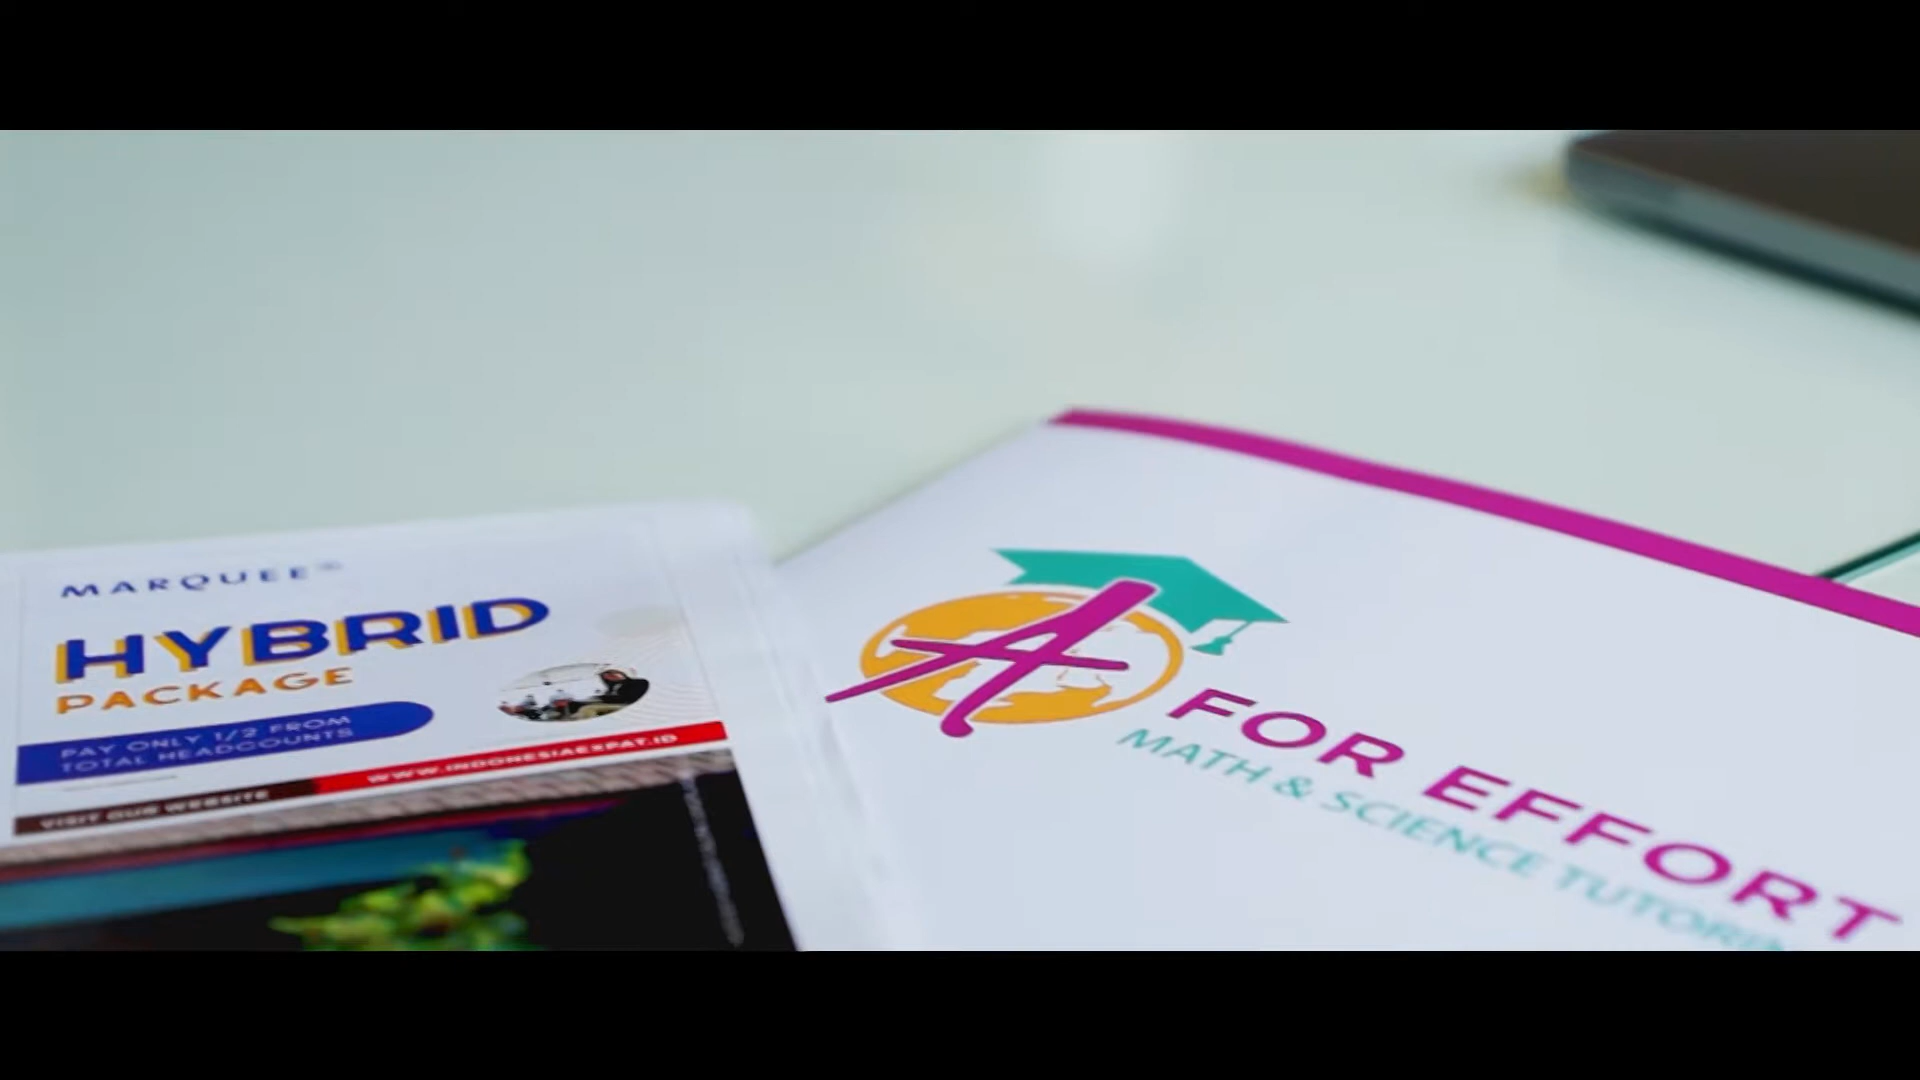 MARQUEE
HYBRID
PACKAGE
PAY ONLY 1/2 FROM
TOTAL HEADCOUNTS
WWW.INDONESIAEXPAT.ID
VISIT OUR WEBSITE
A FOR EFFORT
MATH & SCIENCE TUTORIN